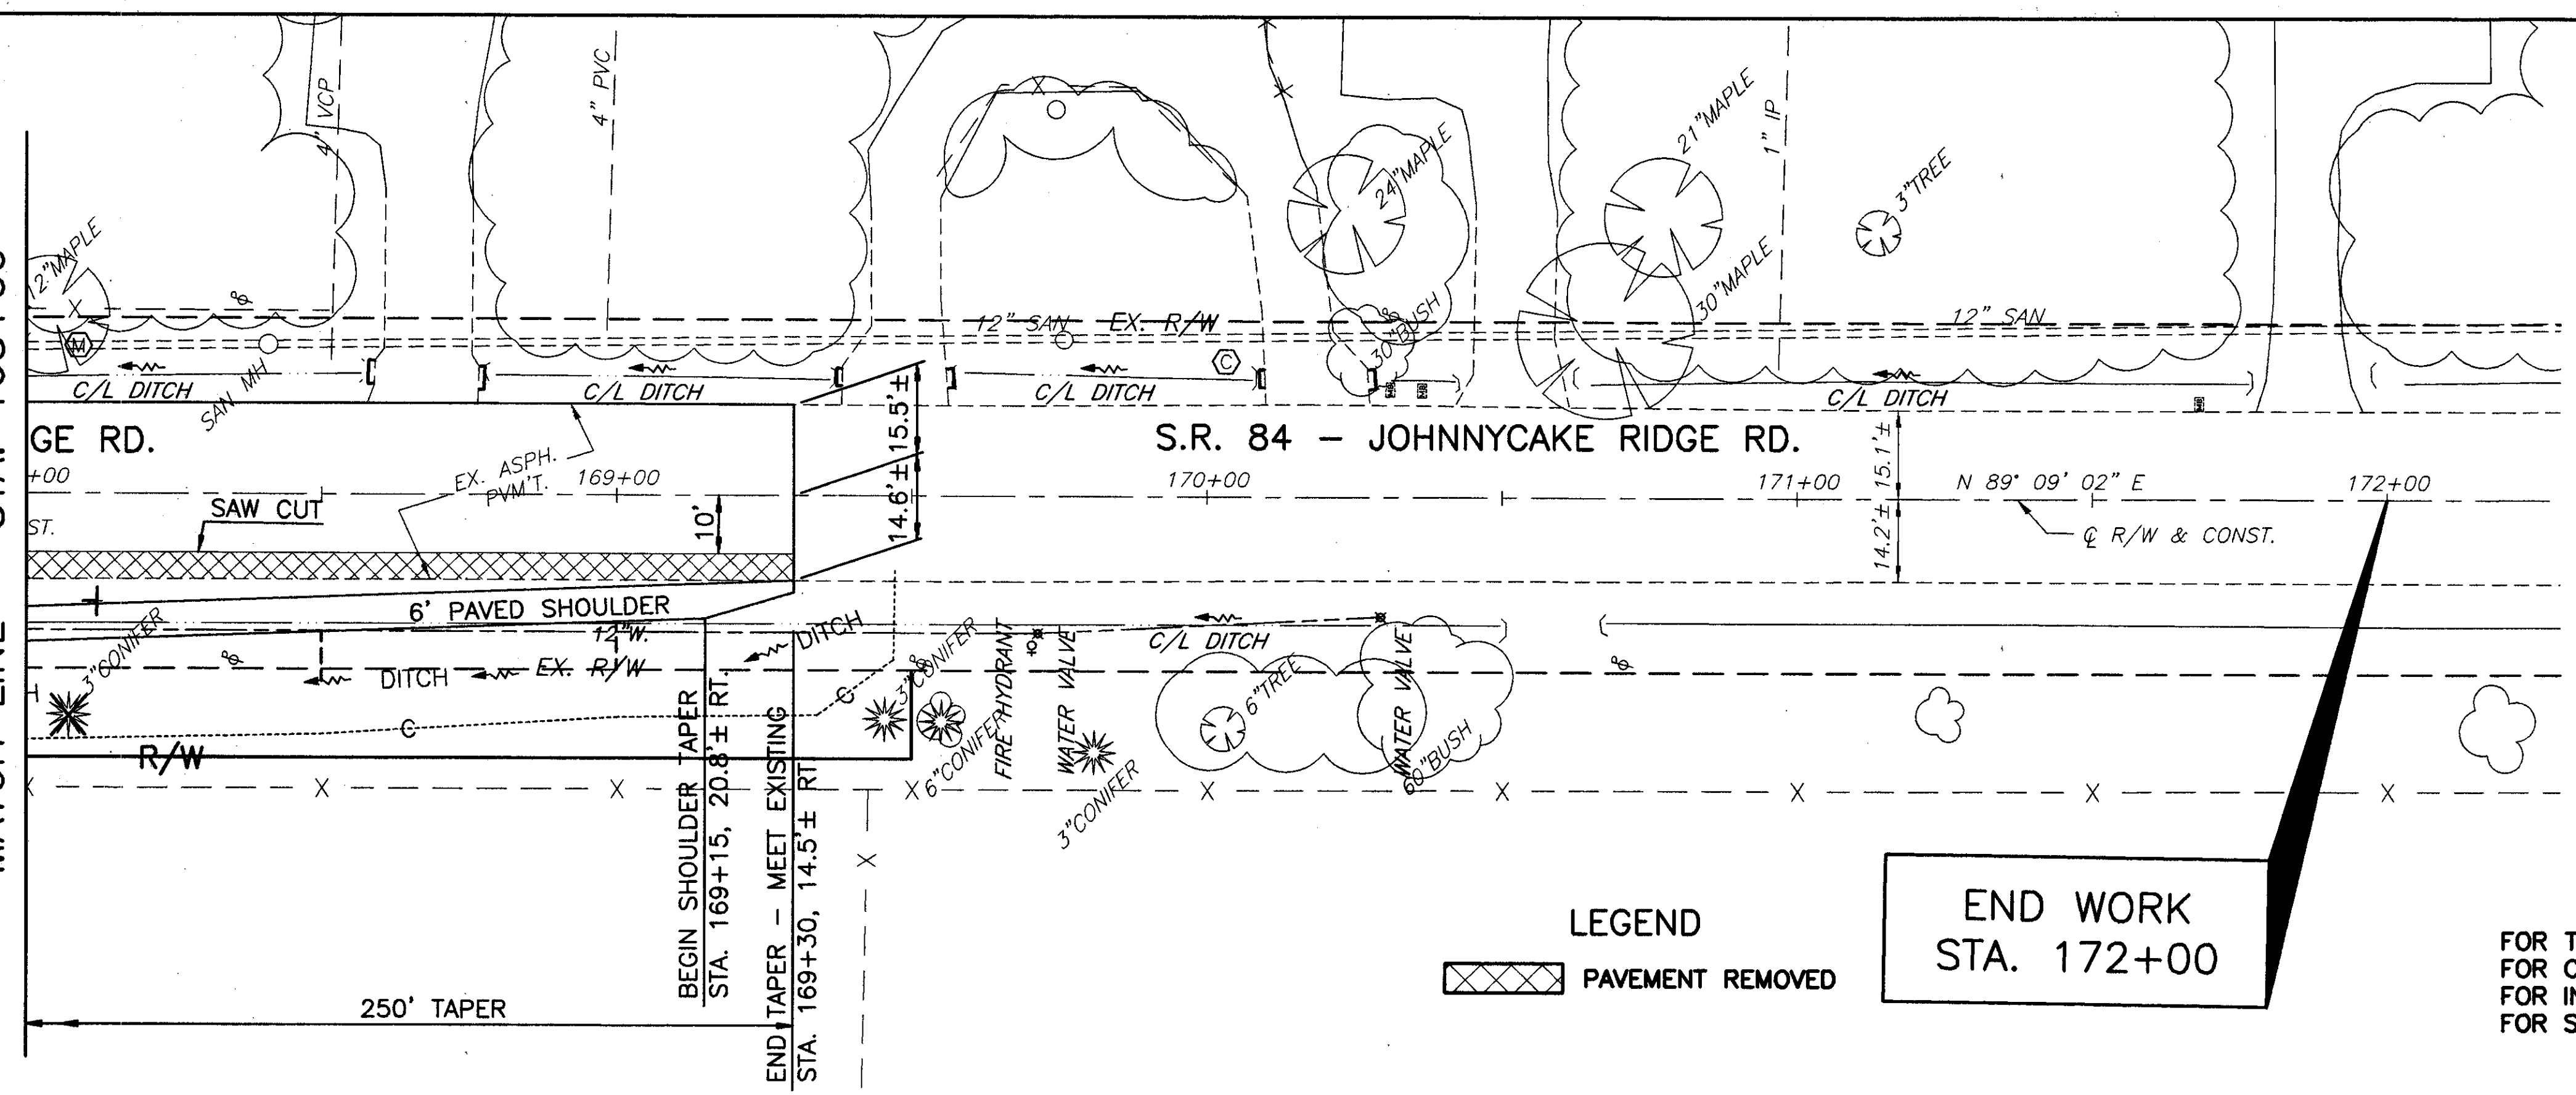 4" VCP
4" PVC
12"MAPLE
24"MAPLE
21"MAPLE
1" IP
3"TREE
30"MAPLE
30"BUSH
12" SAN
EX. R/W
12" SAN
M
C
SAN MH
C/L DITCH
C/L DITCH
C/L DITCH
C/L DITCH
15.5'±
14.6'±
GE RD.
S.R. 84 - JOHNNYCAKE RIDGE RD.
+00
EX. ASPH.
PVM'T.
169+00
170+00
171+00
15.1'±
14.2'±
N 89° 09' 02" E
172+00
SAW CUT
ST.
10'
℄ R/W & CONST.
6' PAVED SHOULDER
12"W.
DITCH
C/L DITCH
3"CONIFER
DITCH
EX. R/W
C
C
R/W
3"CONIFER
6"CONIFER
FIRE HYDRANT
WATER VALVE
3"CONIFER
6"TREE
WATER VALVE
60"BUSH
X X X X X X X X X
X
BEGIN SHOULDER TAPER
STA. 169+15, 20.8'± RT.
END TAPER - MEET EXISTING
STA. 169+30, 14.5'± RT.
250' TAPER
LEGEND
PAVEMENT REMOVED
END WORK
STA. 172+00
FOR
FOR
FOR
FOR